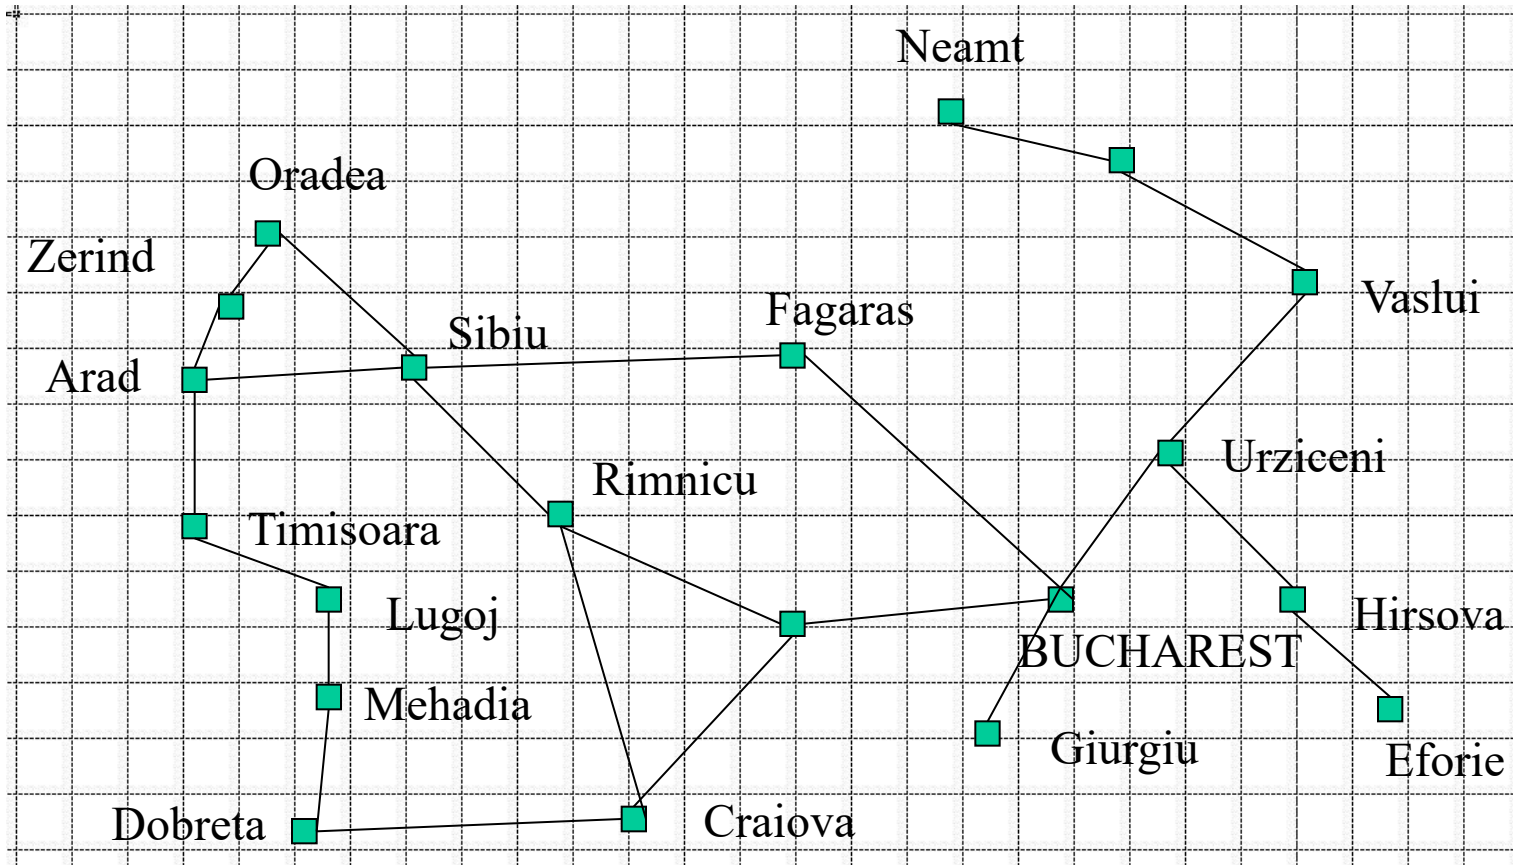 Neamt
Oradea
Zerind
Vaslui
Fagaras
Sibiu
Arad
Urziceni
Rimnicu
Timisoara
Lugoj
Hirsova
BUCHAREST
Mehadia
Giurgiu
Eforie
Dobreta
Craiova